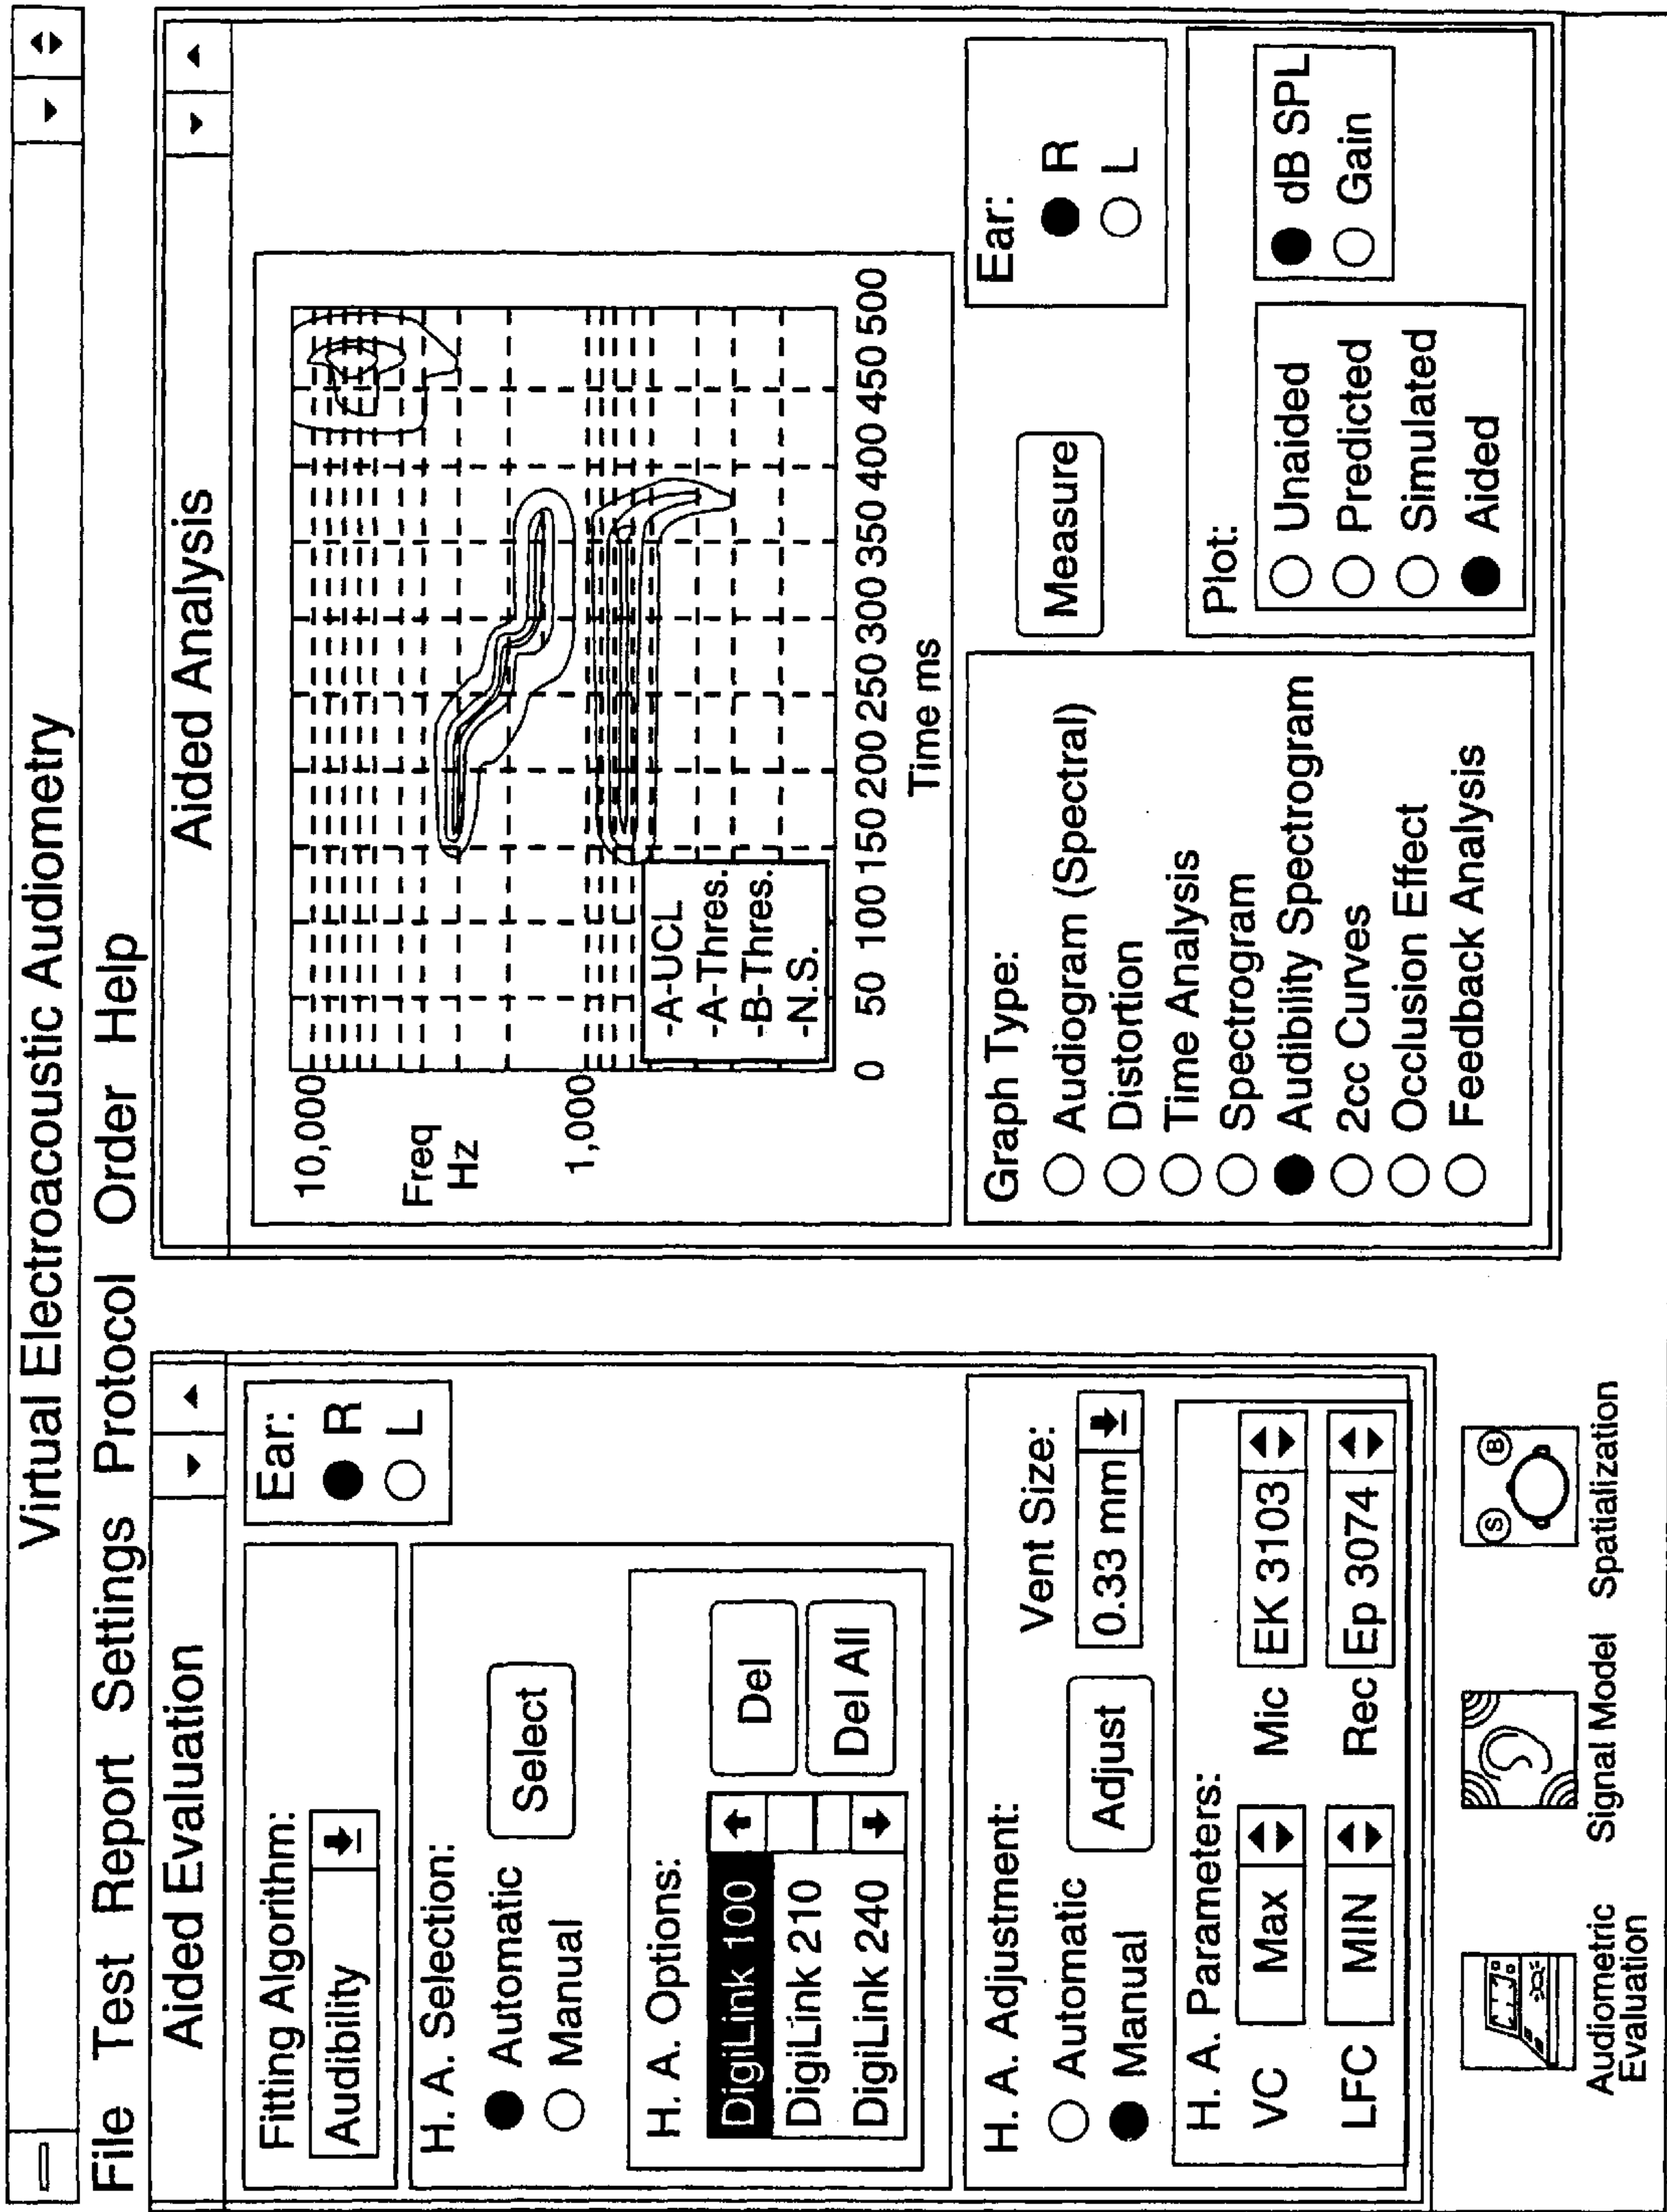 Virtual Electroacoustic Audiometry
File Test Report Settings Protocol Order Help
Aided Evaluation
Fitting Algorithm:
Audibility
Ear:
R
L
H. A. Selection:
Automatic
Manual
Select
H. A. Options:
DigiLink 100
DigiLink 210
DigiLink 240
Del
Del All
H. A. Adjustment:
Automatic
Manual
Adjust
Vent Size:
0.33 mm
H. A. Parameters:
VC Max Mic EK 3103
LFC MIN Rec Ep 3074
Audiometric
Evaluation
Signal Model
S B
Spatialization
Aided Analysis
10,000
Freq
Hz
1,000
-A-UCL
-A-Thres.
-B-Thres.
-N.S.
0 50 100 150 200 250 300 350 400 450 500
Time ms
Graph Type:
Audiogram (Spectral)
Distortion
Time Analysis
Spectrogram
Audibility Spectrogram
2cc Curves
Occlusion Effect
Feedback Analysis
Measure
Ear:
R
L
Plot:
Unaided
Predicted
Simulated
Aided
dB SPL
Gain